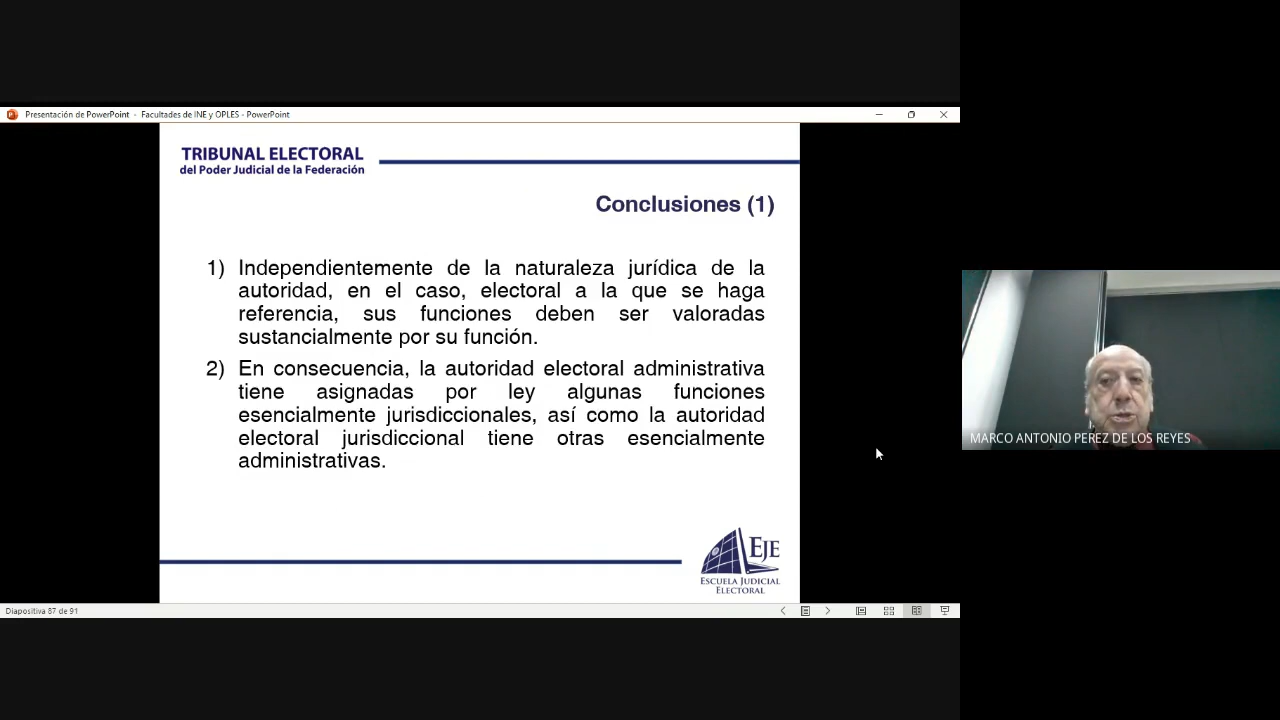 Presentación de PowerPoint - Facultades de INE y OPLES - PowerPoint
TRIBUNAL ELECTORAL
del Poder Judicial de la Federación
Conclusiones (1)
1) Independientemente de la naturaleza jurídica de la
autoridad, en el caso, electoral a la que se haga
referencia, sus funciones deben ser valoradas
sustancialmente por su función.
2) En consecuencia, la autoridad electoral administrativa
tiene asignadas por ley algunas funciones
esencialmente jurisdiccionales, así como la autoridad
electoral jurisdiccional tiene otras esencialmente
administrativas.
MARCO ANTONIO PEREZ DE LOS REYES
EJE
ESCUELA JUDICIAL
ELECTORAL
Diapositiva 87 de 91